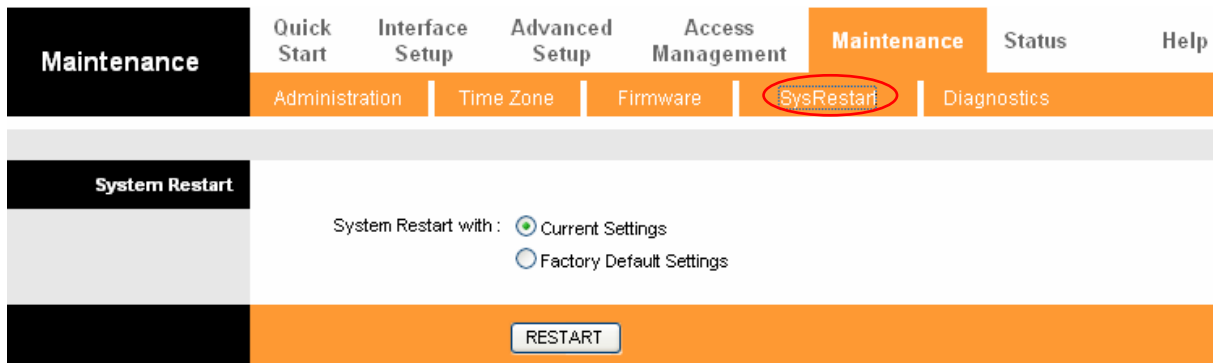 Maintenance
Quick Start
Interface Setup
Advanced Setup
Access Management
Maintenance
Status
Help
Administration
Time Zone
Firmware
SysRestart
Diagnostics
System Restart
System Restart with :
Current Settings
Factory Default Settings
RESTART